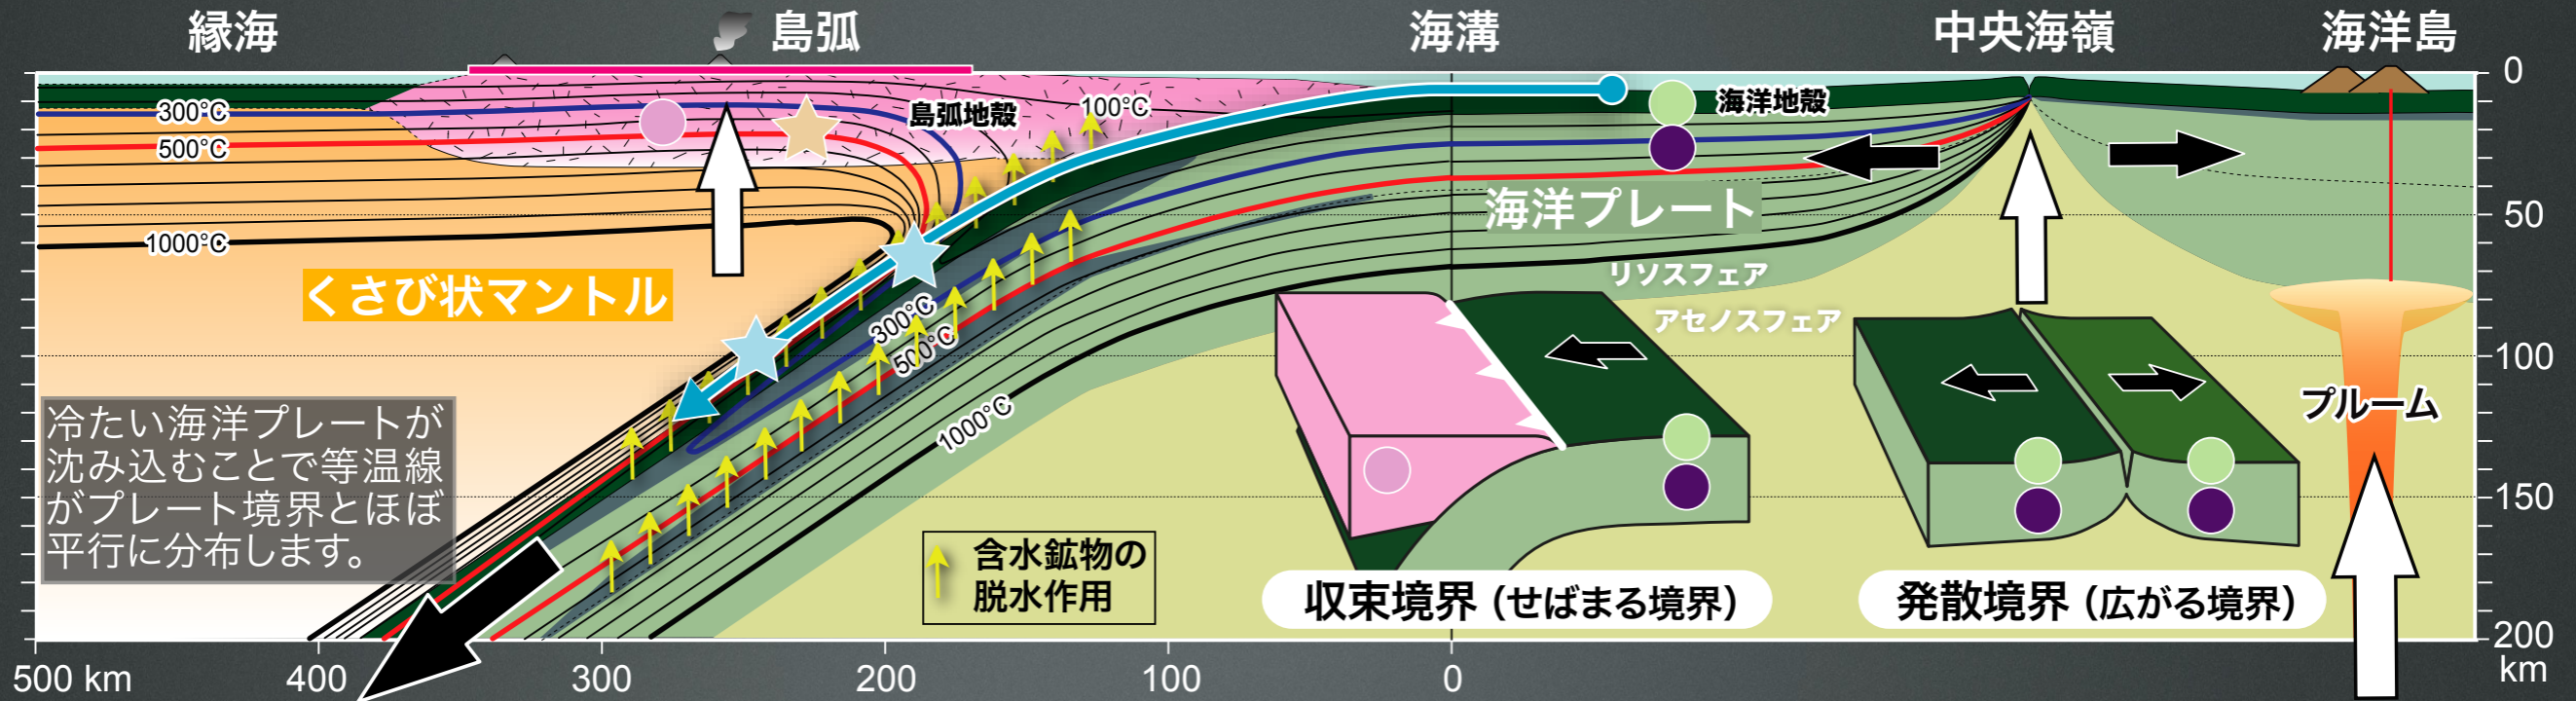 縁海
島弧
海溝
中央海嶺
海洋島
0
300°C
100°C
島弧地殻
海洋地殻
500°C
海洋プレート
50
1000°C
リソスフェア
くさび状マントル
300°C
アセノスフェア
500°C
100
冷たい海洋プレートが
沈み込むことで等温線
がプレート境界とほぼ
平行に分布します。
1000°C
プルーム
150
含水鉱物の
脱水作用
収束境界（せばまる境界）
発散境界（広がる境界）
200
km
500 km
400
300
200
100
0